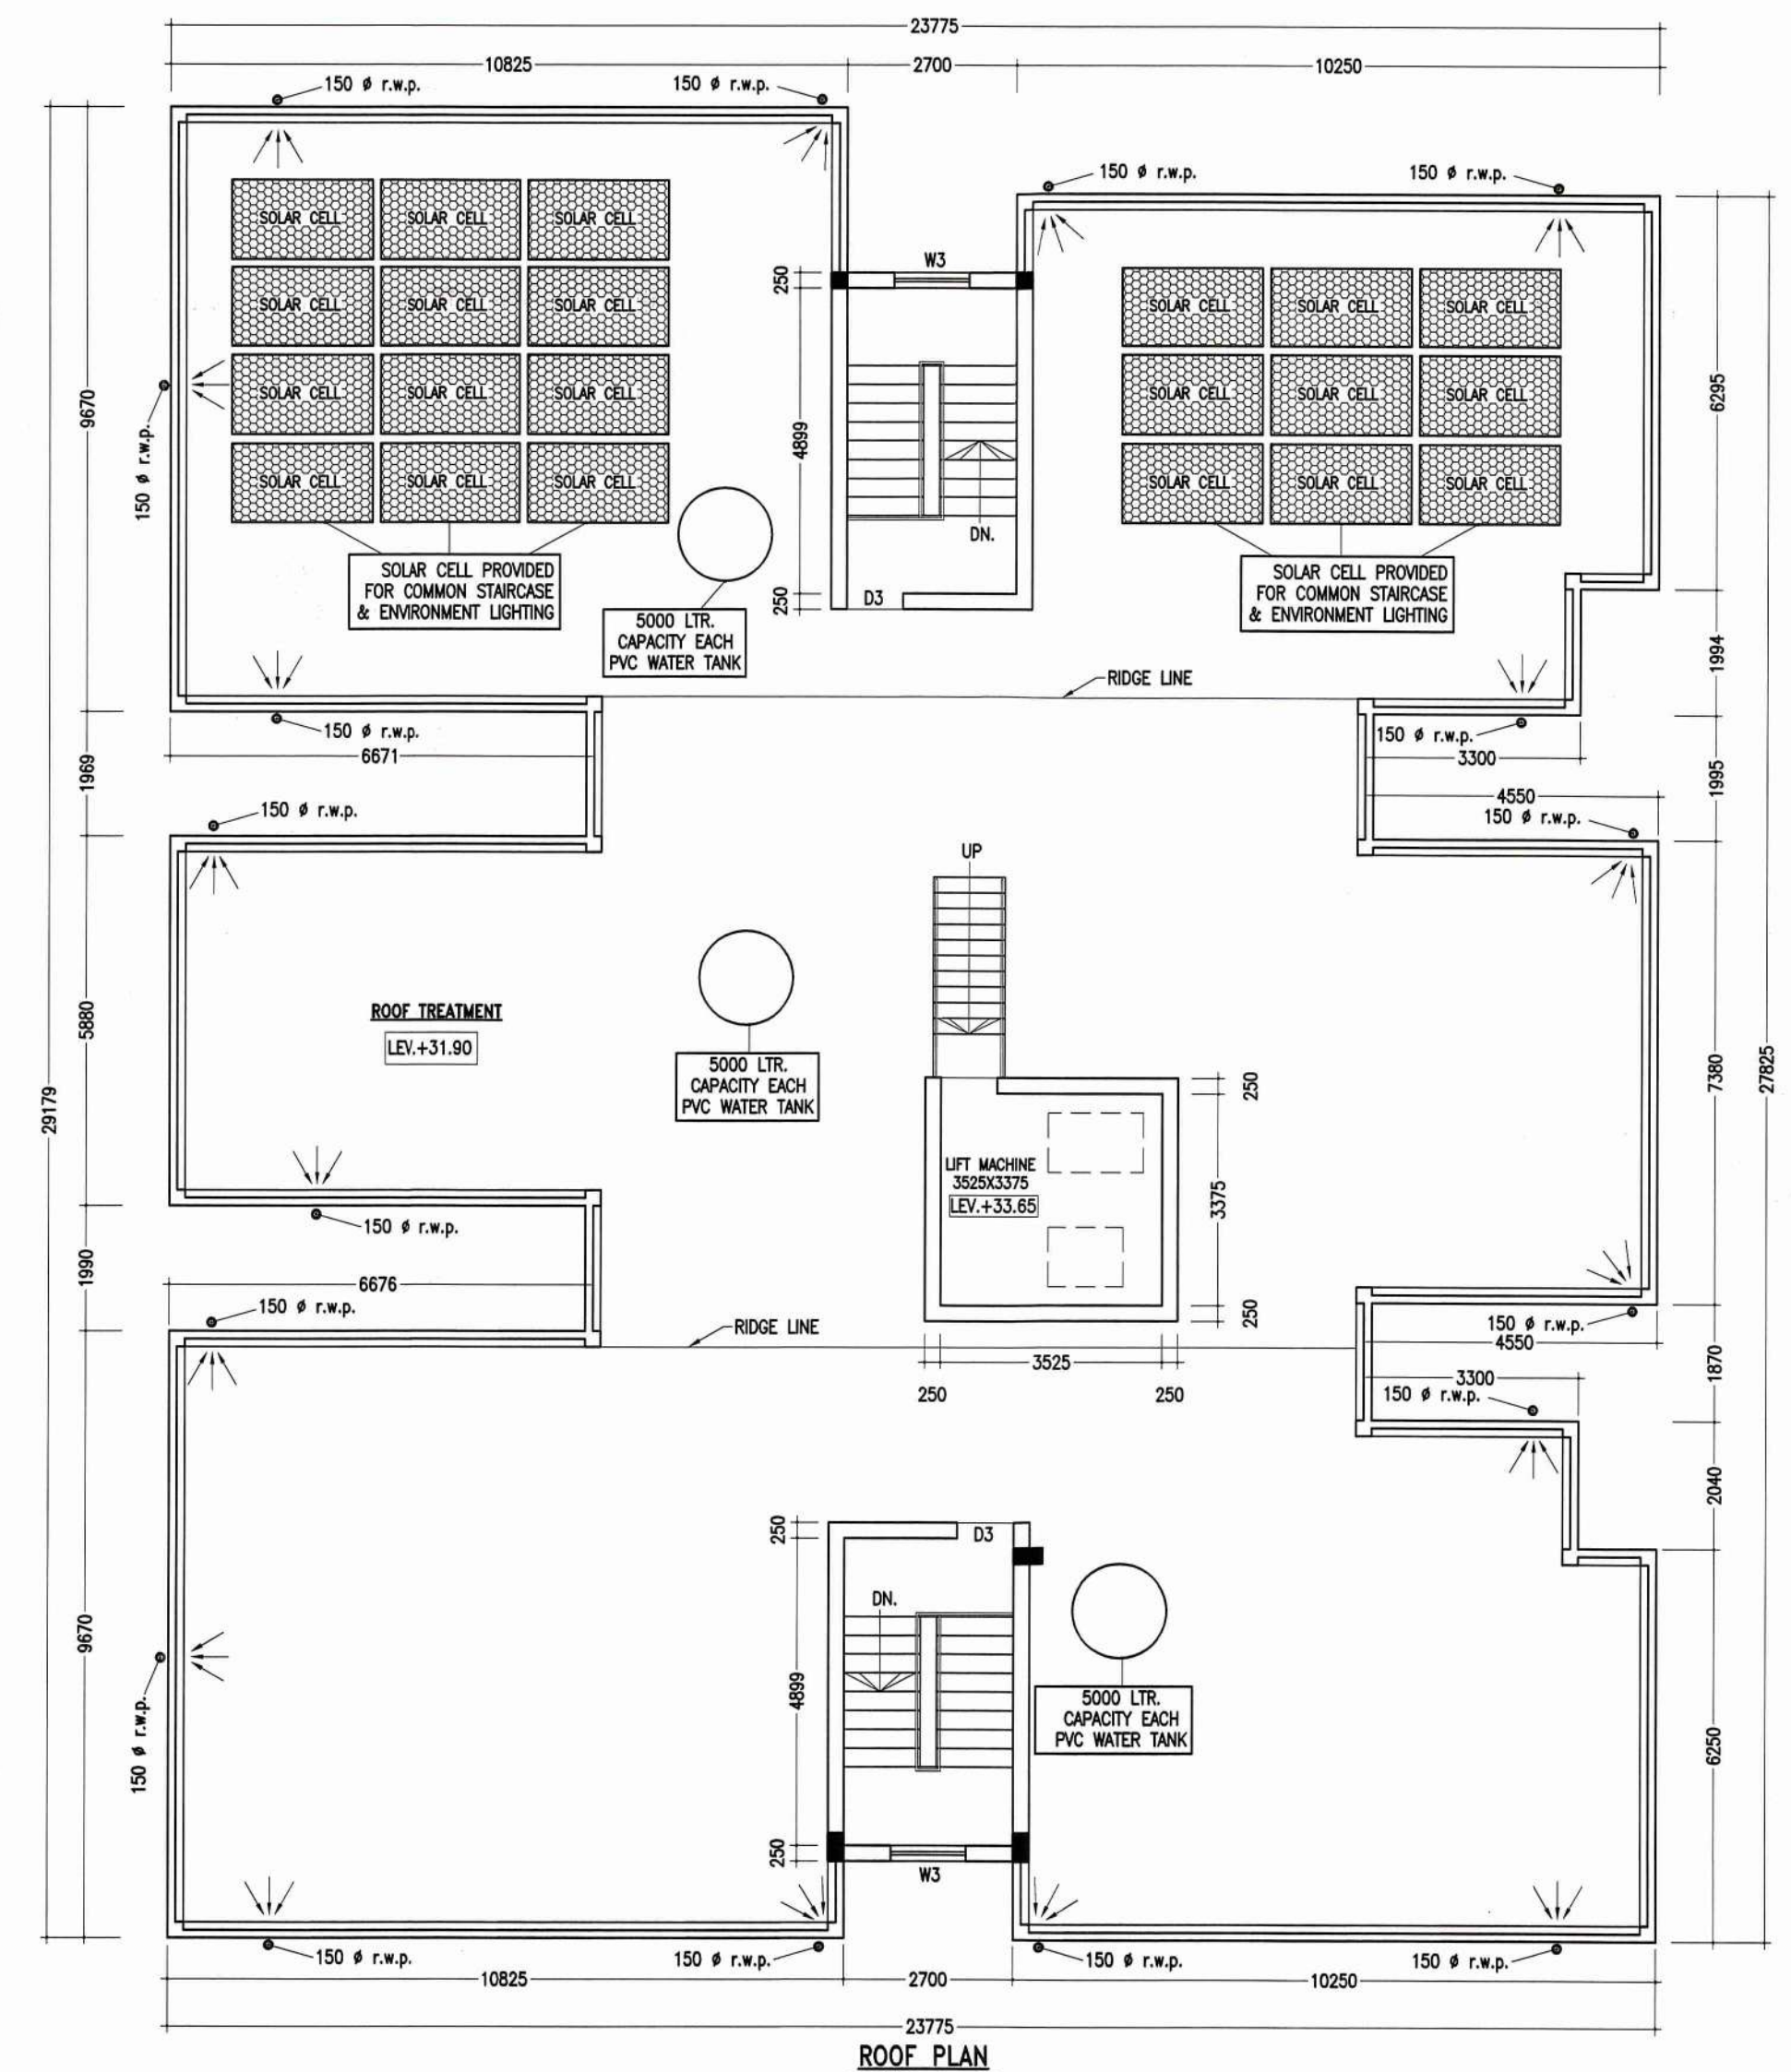 23775
10825
2700
10250
150 ø r.w.p.
150 ø r.w.p.
150 ø r.w.p.
150 ø r.w.p.
SOLAR CELL
SOLAR CELL
SOLAR CELL
W3
250
SOLAR CELL
SOLAR CELL
SOLAR CELL
SOLAR CELL
SOLAR CELL
SOLAR CELL
9670
150 ø r.w.p.
SOLAR CELL
SOLAR CELL
SOLAR CELL
4899
SOLAR CELL
SOLAR CELL
SOLAR CELL
6295
SOLAR CELL
SOLAR CELL
SOLAR CELL
SOLAR CELL
SOLAR CELL
SOLAR CELL
DN.
SOLAR CELL PROVIDED
FOR COMMON STAIRCASE
& ENVIRONMENT LIGHTING
SOLAR CELL PROVIDED
FOR COMMON STAIRCASE
& ENVIRONMENT LIGHTING
250
D3
5000 LTR.
CAPACITY EACH
PVC WATER TANK
1994
RIDGE LINE
150 ø r.w.p.
6671
150 ø r.w.p.
3300
1969
1995
4550
150 ø r.w.p.
150 ø r.w.p.
UP
ROOF TREATMENT
LEV.+31.90
5880
29179
5000 LTR.
CAPACITY EACH
PVC WATER TANK
250
7380
27825
LIFT MACHINE
3525X3375
LEV.+33.65
3375
150 ø r.w.p.
1990
6676
150 ø r.w.p.
250
RIDGE LINE
150 ø r.w.p.
4550
3525
1870
3300
250
250
150 ø r.w.p.
2040
250
D3
DN.
9670
4899
150 ø r.w.p.
5000 LTR.
CAPACITY EACH
PVC WATER TANK
6250
250
W3
150 ø r.w.p.
150 ø r.w.p.
150 ø r.w.p.
150 ø r.w.p.
10825
2700
10250
23775
ROOF PLAN